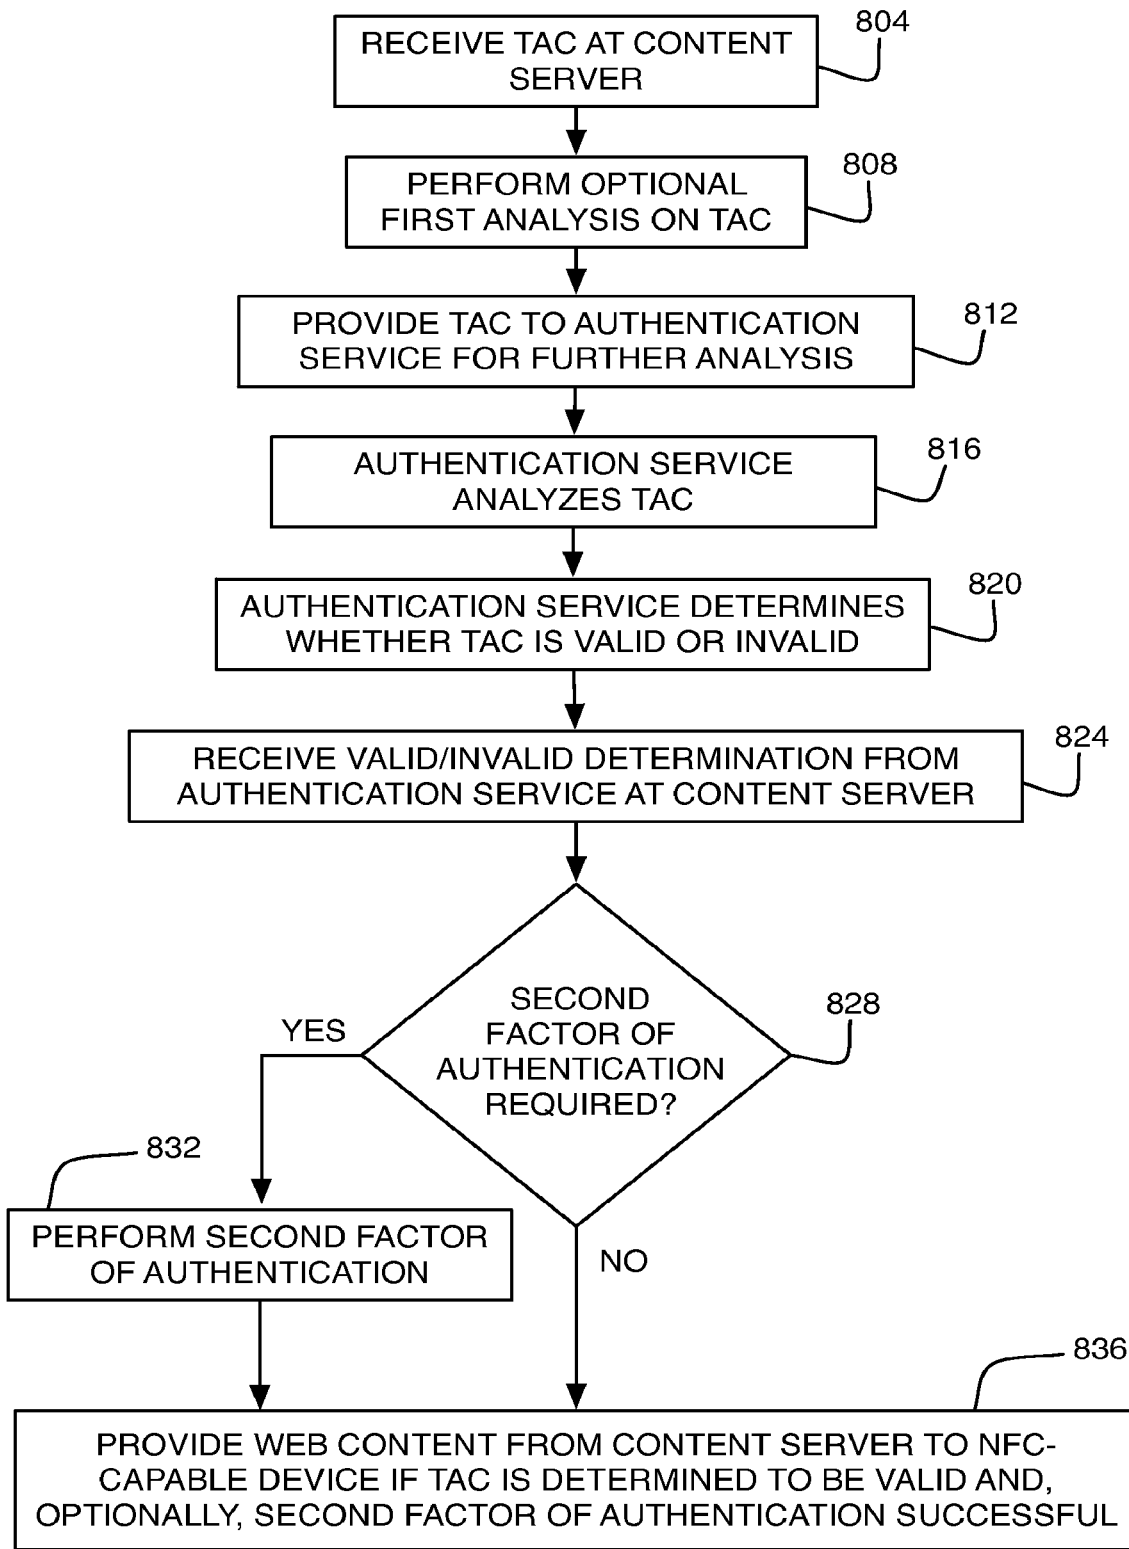 804
RECEIVE TAC AT CONTENT
SERVER
808
PERFORM OPTIONAL
FIRST ANALYSIS ON TAC
812
PROVIDE TAC TO AUTHENTICATION
SERVICE FOR FURTHER ANALYSIS
816
AUTHENTICATION SERVICE
ANALYZES TAC
820
AUTHENTICATION SERVICE DETERMINES
WHETHER TAC IS VALID OR INVALID
824
RECEIVE VALID/INVALID DETERMINATION FROM
AUTHENTICATION SERVICE AT CONTENT SERVER
828
SECOND
FACTOR OF
AUTHENTICATION
REQUIRED?
YES
832
PERFORM SECOND FACTOR
OF AUTHENTICATION
NO
836
PROVIDE WEB CONTENT FROM CONTENT SERVER TO NFC-
CAPABLE DEVICE IF TAC IS DETERMINED TO BE VALID AND,
OPTIONALLY, SECOND FACTOR OF AUTHENTICATION SUCCESSFUL